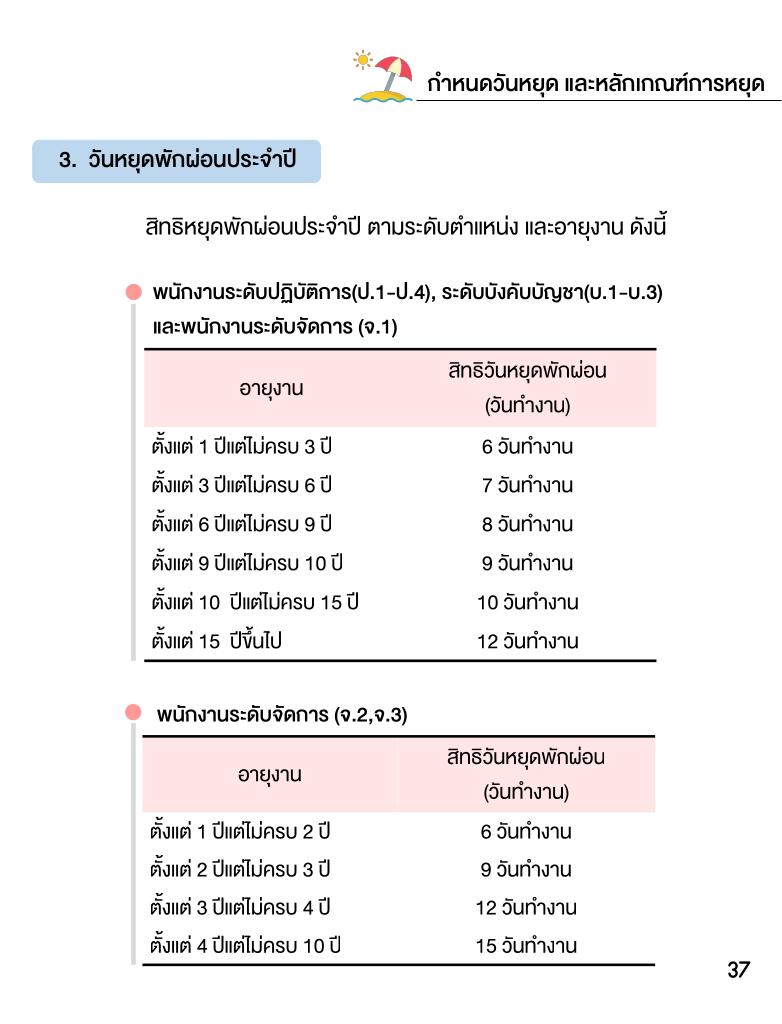 กำหนดวันหยุด และหลักเกณฑ์การหยุด
3. วันหยุดพักผ่อนประจำปี
สิทธิหยุดพักผ่อนประจำปี ตามระดับตำแหน่ง และอายุงาน ดังนี้
พนักงานระดับปฏิบัติการ(ป.1-ป.4), ระดับบังคับบัญชา(บ.1-บ.3)
และพนักงานระดับจัดการ (จ.1)
อายุงาน สิทธิวันหยุดพักผ่อน
(วันทำงาน)
ตั้งแต่ 1 ปีแต่ไม่ครบ 3 ปี 6 วันทำงาน
ตั้งแต่ 3 ปีแต่ไม่ครบ 6 ปี 7 วันทำงาน
ตั้งแต่ 6 ปีแต่ไม่ครบ 9 ปี 8 วันทำงาน
ตั้งแต่ 9 ปีแต่ไม่ครบ 10 ปี 9 วันทำงาน
ตั้งแต่ 10 ปีแต่ไม่ครบ 15 ปี 10 วันทำงาน
ตั้งแต่ 15 ปีขึ้นไป 12 วันทำงาน
พนักงานระดับจัดการ (จ.2,จ.3)
อายุงาน สิทธิวันหยุดพักผ่อน
(วันทำงาน)
ตั้งแต่ 1 ปีแต่ไม่ครบ 2 ปี 6 วันทำงาน
ตั้งแต่ 2 ปีแต่ไม่ครบ 3 ปี 9 วันทำงาน
ตั้งแต่ 3 ปีแต่ไม่ครบ 4 ปี 12 วันทำงาน
ตั้งแต่ 4 ปีแต่ไม่ครบ 10 ปี 15 วันทำงาน
37